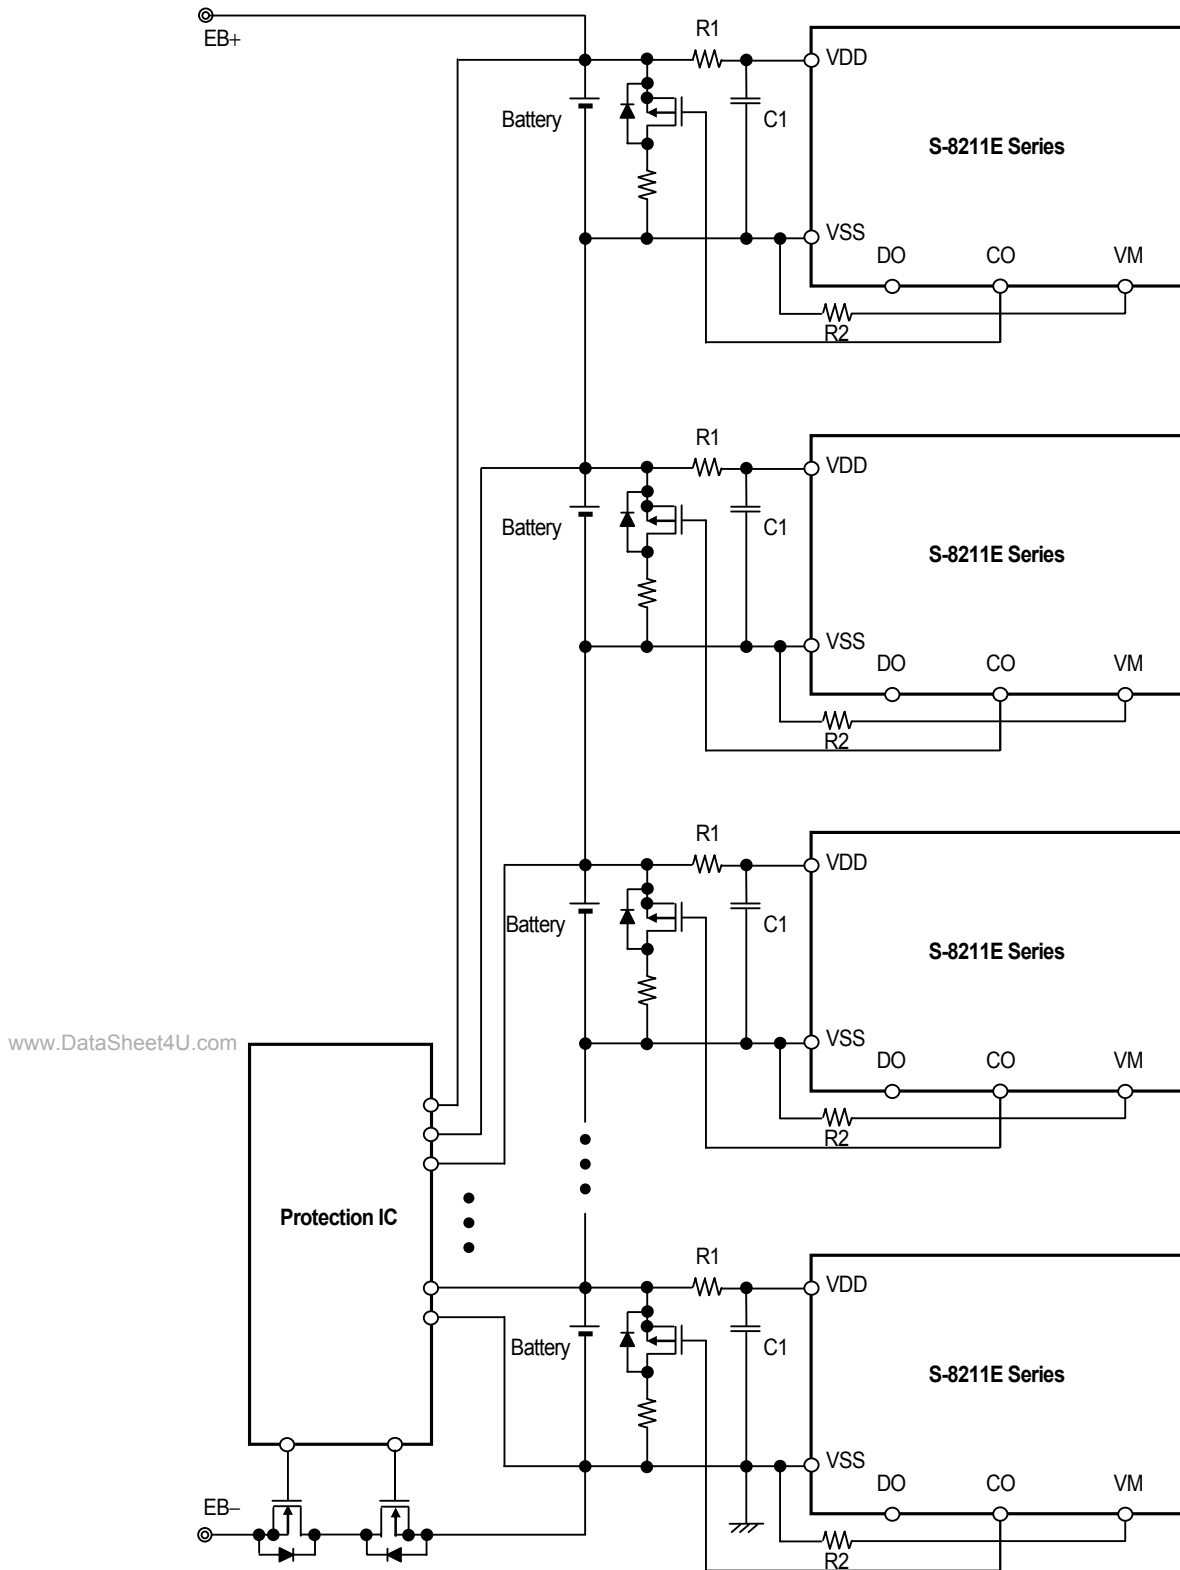 EB+
R1
VDD
Battery
C1
S-8211E Series
VSS
DO
CO
VM
R2
R1
VDD
Battery
C1
S-8211E Series
VSS
DO
CO
VM
R2
R1
VDD
Battery
C1
S-8211E Series
www.DataSheet4U.com
VSS
DO
CO
VM
R2
Protection IC
R1
VDD
Battery
C1
S-8211E Series
VSS
DO
CO
VM
EB−
R2